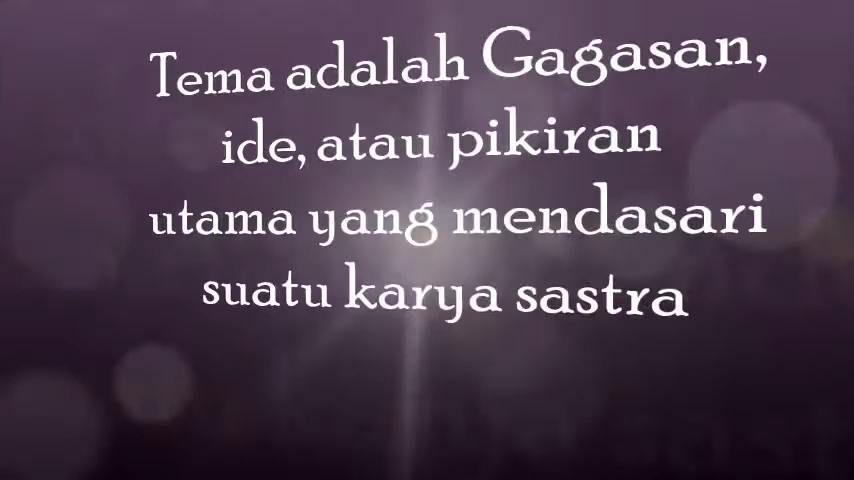 Tema adalah Gagasan,
ide, atau pikiran
utama yang mendasari
suatu karya sastra